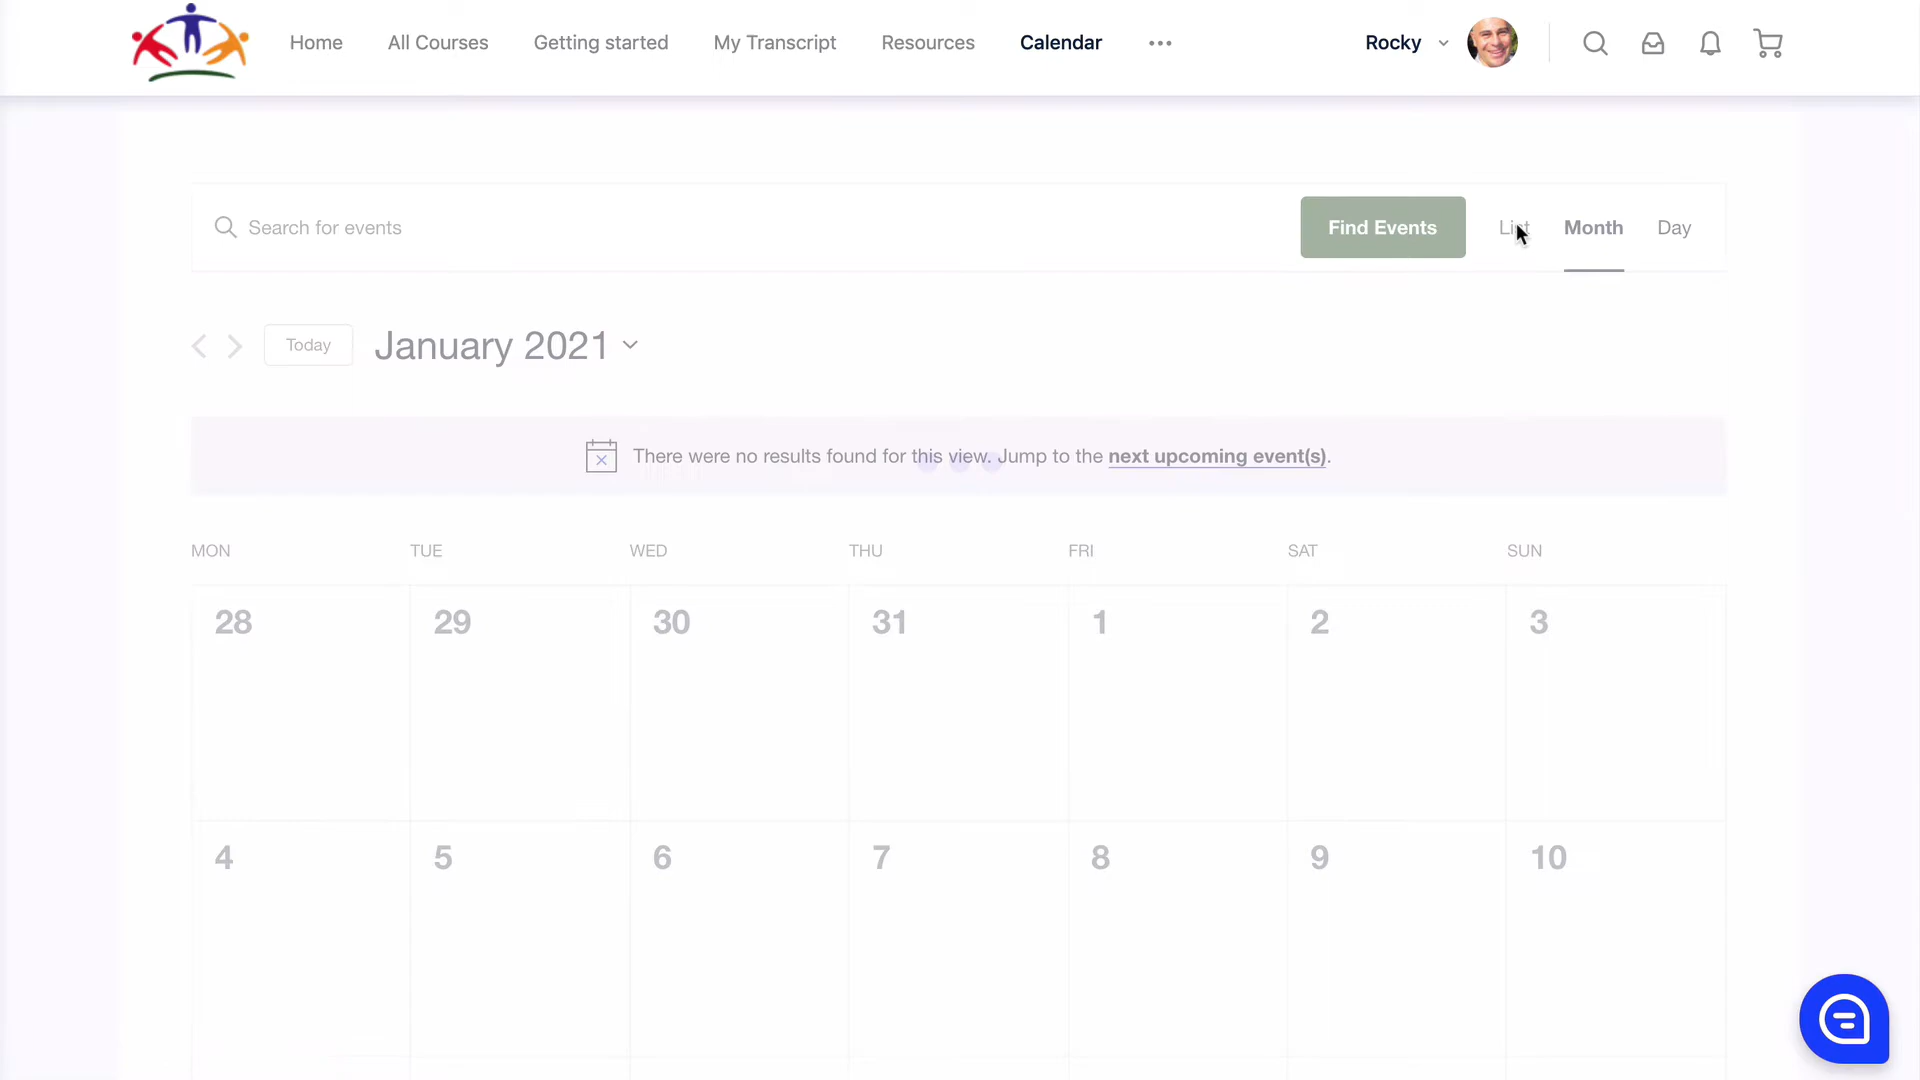 Home All Courses Getting started My Transcript Resources Calendar Rocky
Search for events Find Events List Month Day
Today January 2021
There were no results found for this view. Jump to the next upcoming event(s).
MON TUE WED THU FRI SAT SUN
28 29 30 31 1 2 3
4 5 6 7 8 9 10